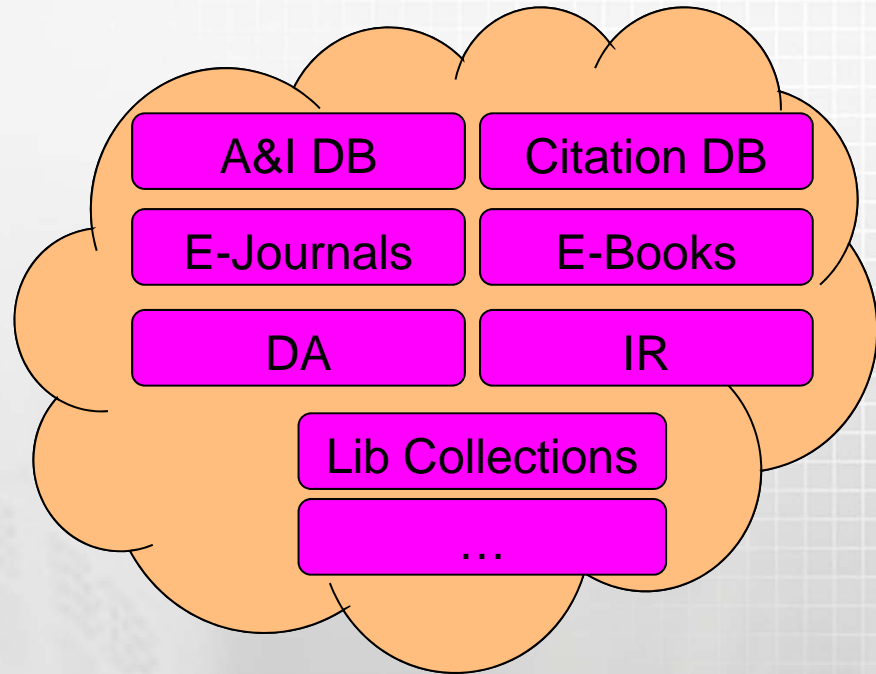 A&I DB
Citation DB
E-Journals
E-Books
DA
IR
Lib Collections
…